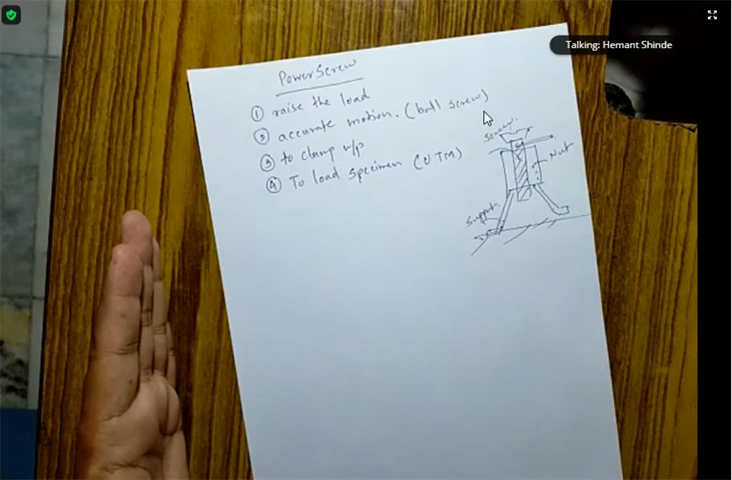 Talking: Hemant Shinde
Power Screw
① raise the load
② accurate motion. (ball screw)
③ to clamp w/p
④ To load specimen (UTM)
Screw.
Nut
Support